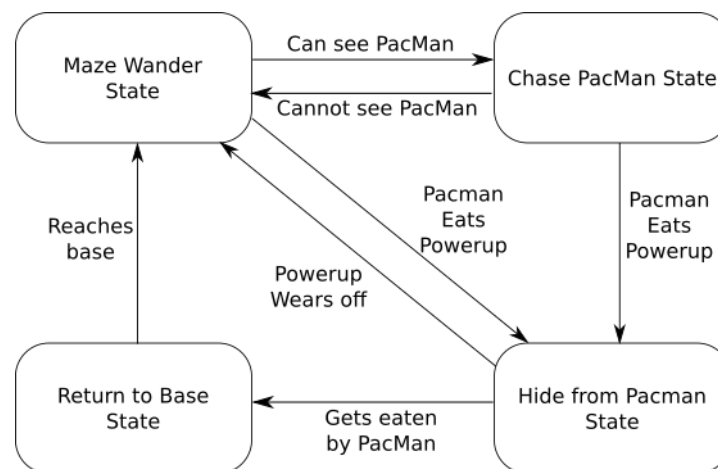 Maze Wander
State
Can see PacMan
Cannot see PacMan
Chase PacMan State
Pacman
Eats
Powerup
Pacman
Eats
Powerup
Reaches
base
Powerup
Wears off
Return to Base
State
Gets eaten
by PacMan
Hide from Pacman
State